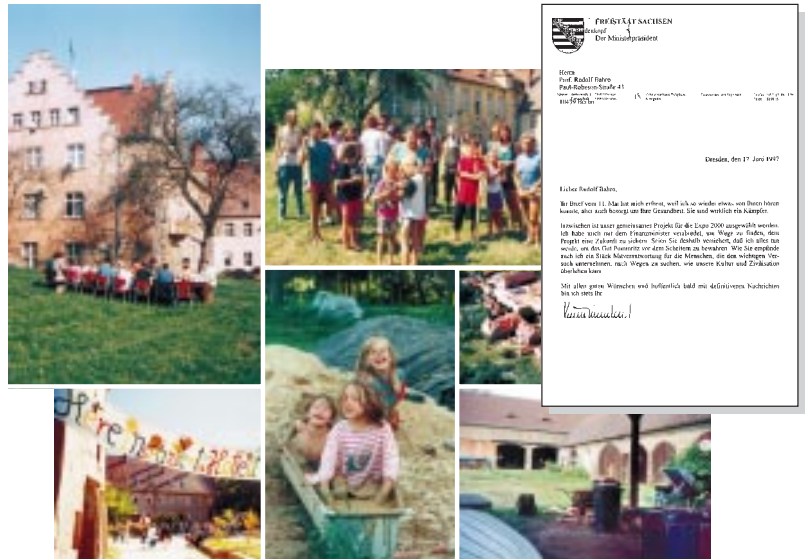 FREISTAAT SACHSEN
Der Ministerpräsident
Herrn
Prof. Rudolf Bahro
Paul-Robeson-Straße 43
Dresden, den 17. Juni 1997
Lieber Rudolf Bahro,
Ihr Brief vom 11. Mai hat mich erfreut, weil ich so wieder etwas von Ihnen hören
konnte, aber auch besorgt um Ihre Gesundheit. Sie sind wirklich ein Kämpfer.
Inzwischen ist unser gemeinsames Projekt für die Expo 2000 ausgewählt worden.
Ich habe mich mit dem Finanzminister verabredet, um Wege zu finden, dem
Projekt eine Zukunft zu sichern. Seien Sie deshalb versichert, daß ich alles tun
werde, um das Gut Pommritz vor dem Scheitern zu bewahren. Wie Sie empfinde
auch ich ein Stück Mitverantwortung für die Menschen, die den wichtigen Ver-
such unternehmen, nach Wegen zu suchen, wie unsere Kultur und Zivilisation
überleben kann.
Mit allen guten Wünschen und hoffentlich bald mit definitiveren Nachrichten
bin ich stets Ihr